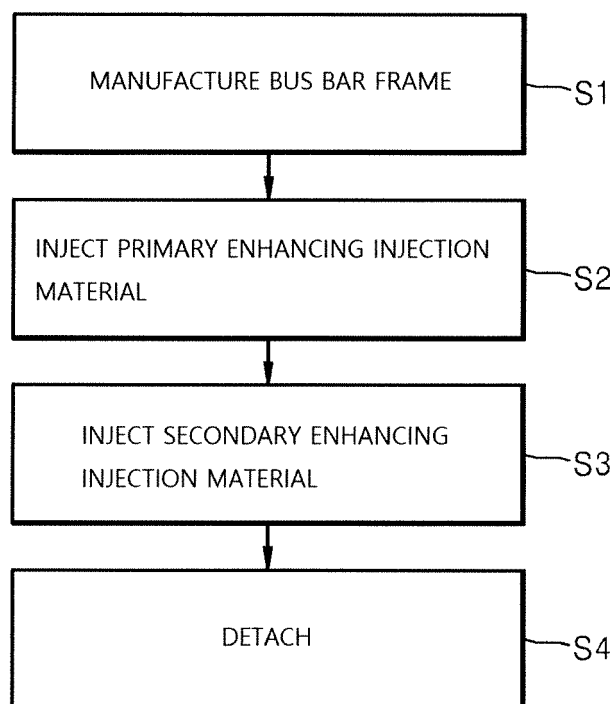 MANUFACTURE BUS BAR FRAME
S1
INJECT PRIMARY ENHANCING INJECTION
MATERIAL
S2
INJECT SECONDARY ENHANCING
INJECTION MATERIAL
S3
DETACH
S4